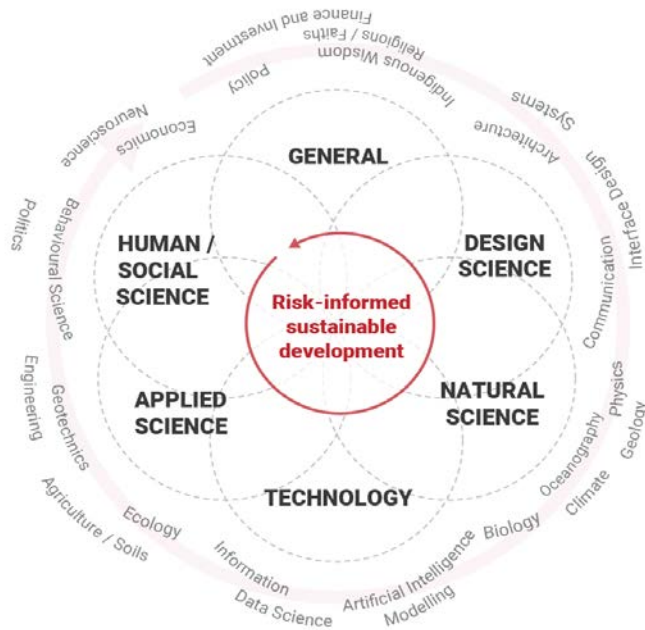 Finance and Investment
Religions / Faiths
Indigenous Wisdom
Policy
Systems
Architecture
Neuroscience
Economics
GENERAL
Interface Design
Politics
Behavioural Science
HUMAN /
SOCIAL
SCIENCE
DESIGN
SCIENCE
Communication
Risk-informed
sustainable
development
Engineering
Geotechnics
APPLIED
SCIENCE
NATURAL
SCIENCE
Physics
Geology
Oceanography
Climate
TECHNOLOGY
Agriculture / Soils
Ecology
Biology
Information
Data Science
Artificial Intelligence
Modelling